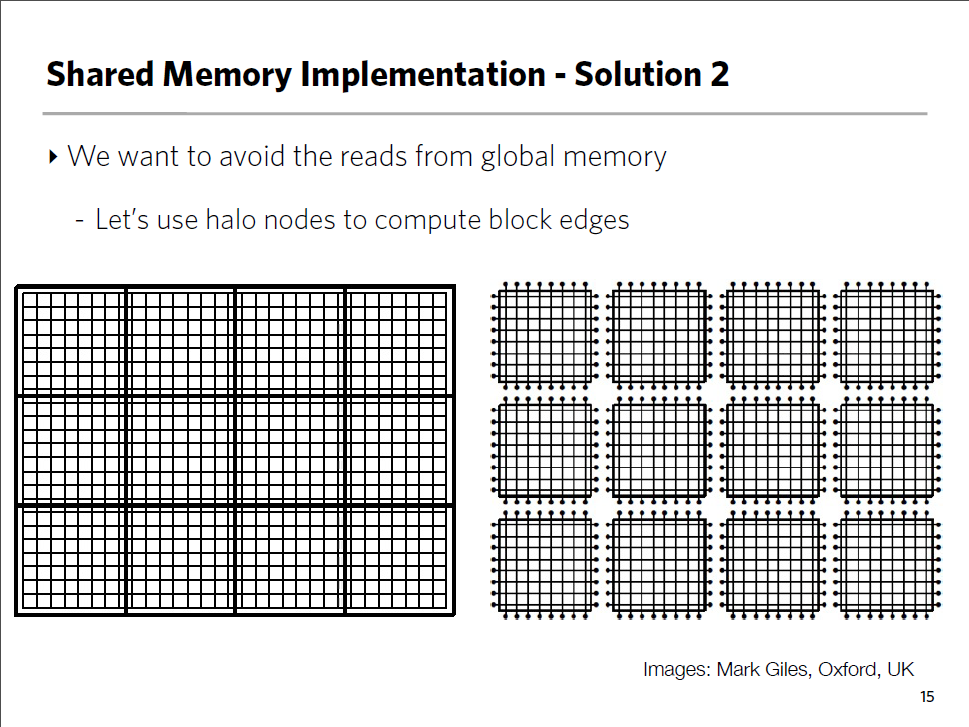 Shared Memory Implementation - Solution 2
‣ We want to avoid the reads from global memory
- Let’s use halo nodes to compute block edges
Images: Mark Giles, Oxford, UK
15